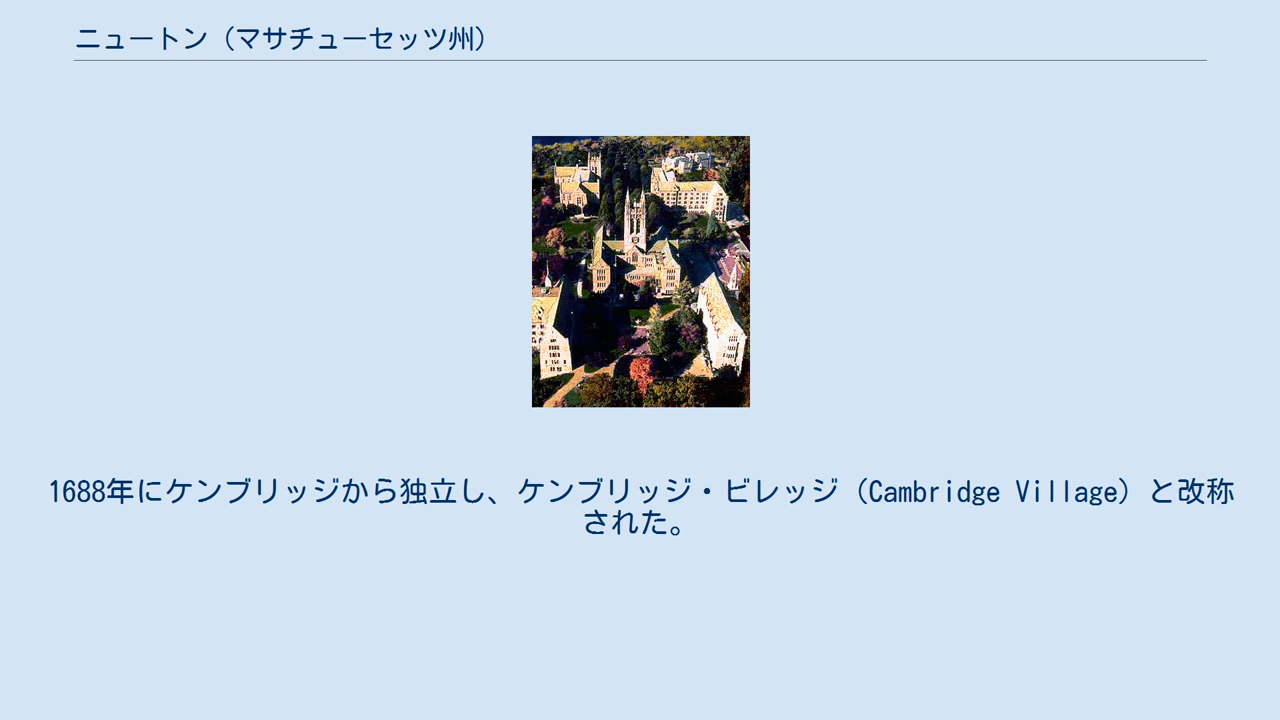 ニュートン（マサチューセッツ州）
1688年にケンブリッジから独立し、ケンブリッジ・ビレッジ（Cambridge Village）と改称
された。